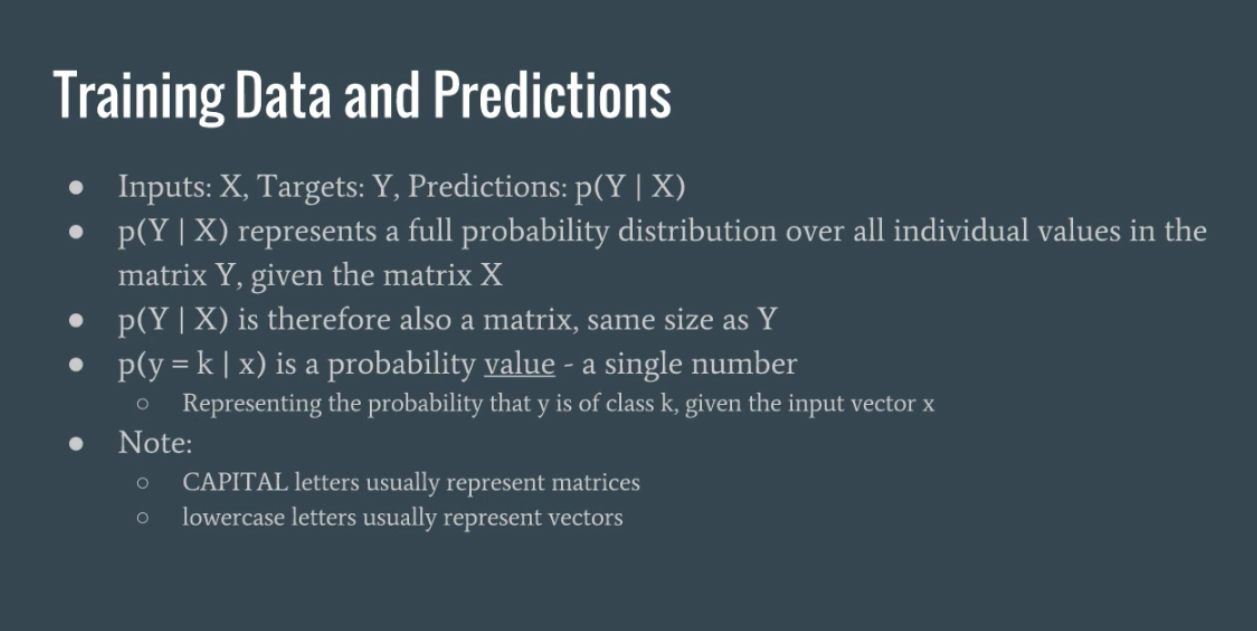 Training Data and Predictions
● Inputs: X, Targets: Y, Predictions: p(Y | X)
● p(Y | X) represents a full probability distribution over all individual values in the
matrix Y, given the matrix X
● p(Y | X) is therefore also a matrix, same size as Y
● p(y = k | x) is a probability value - a single number
○ Representing the probability that y is of class k, given the input vector x
● Note:
○ CAPITAL letters usually represent matrices
○ lowercase letters usually represent vectors